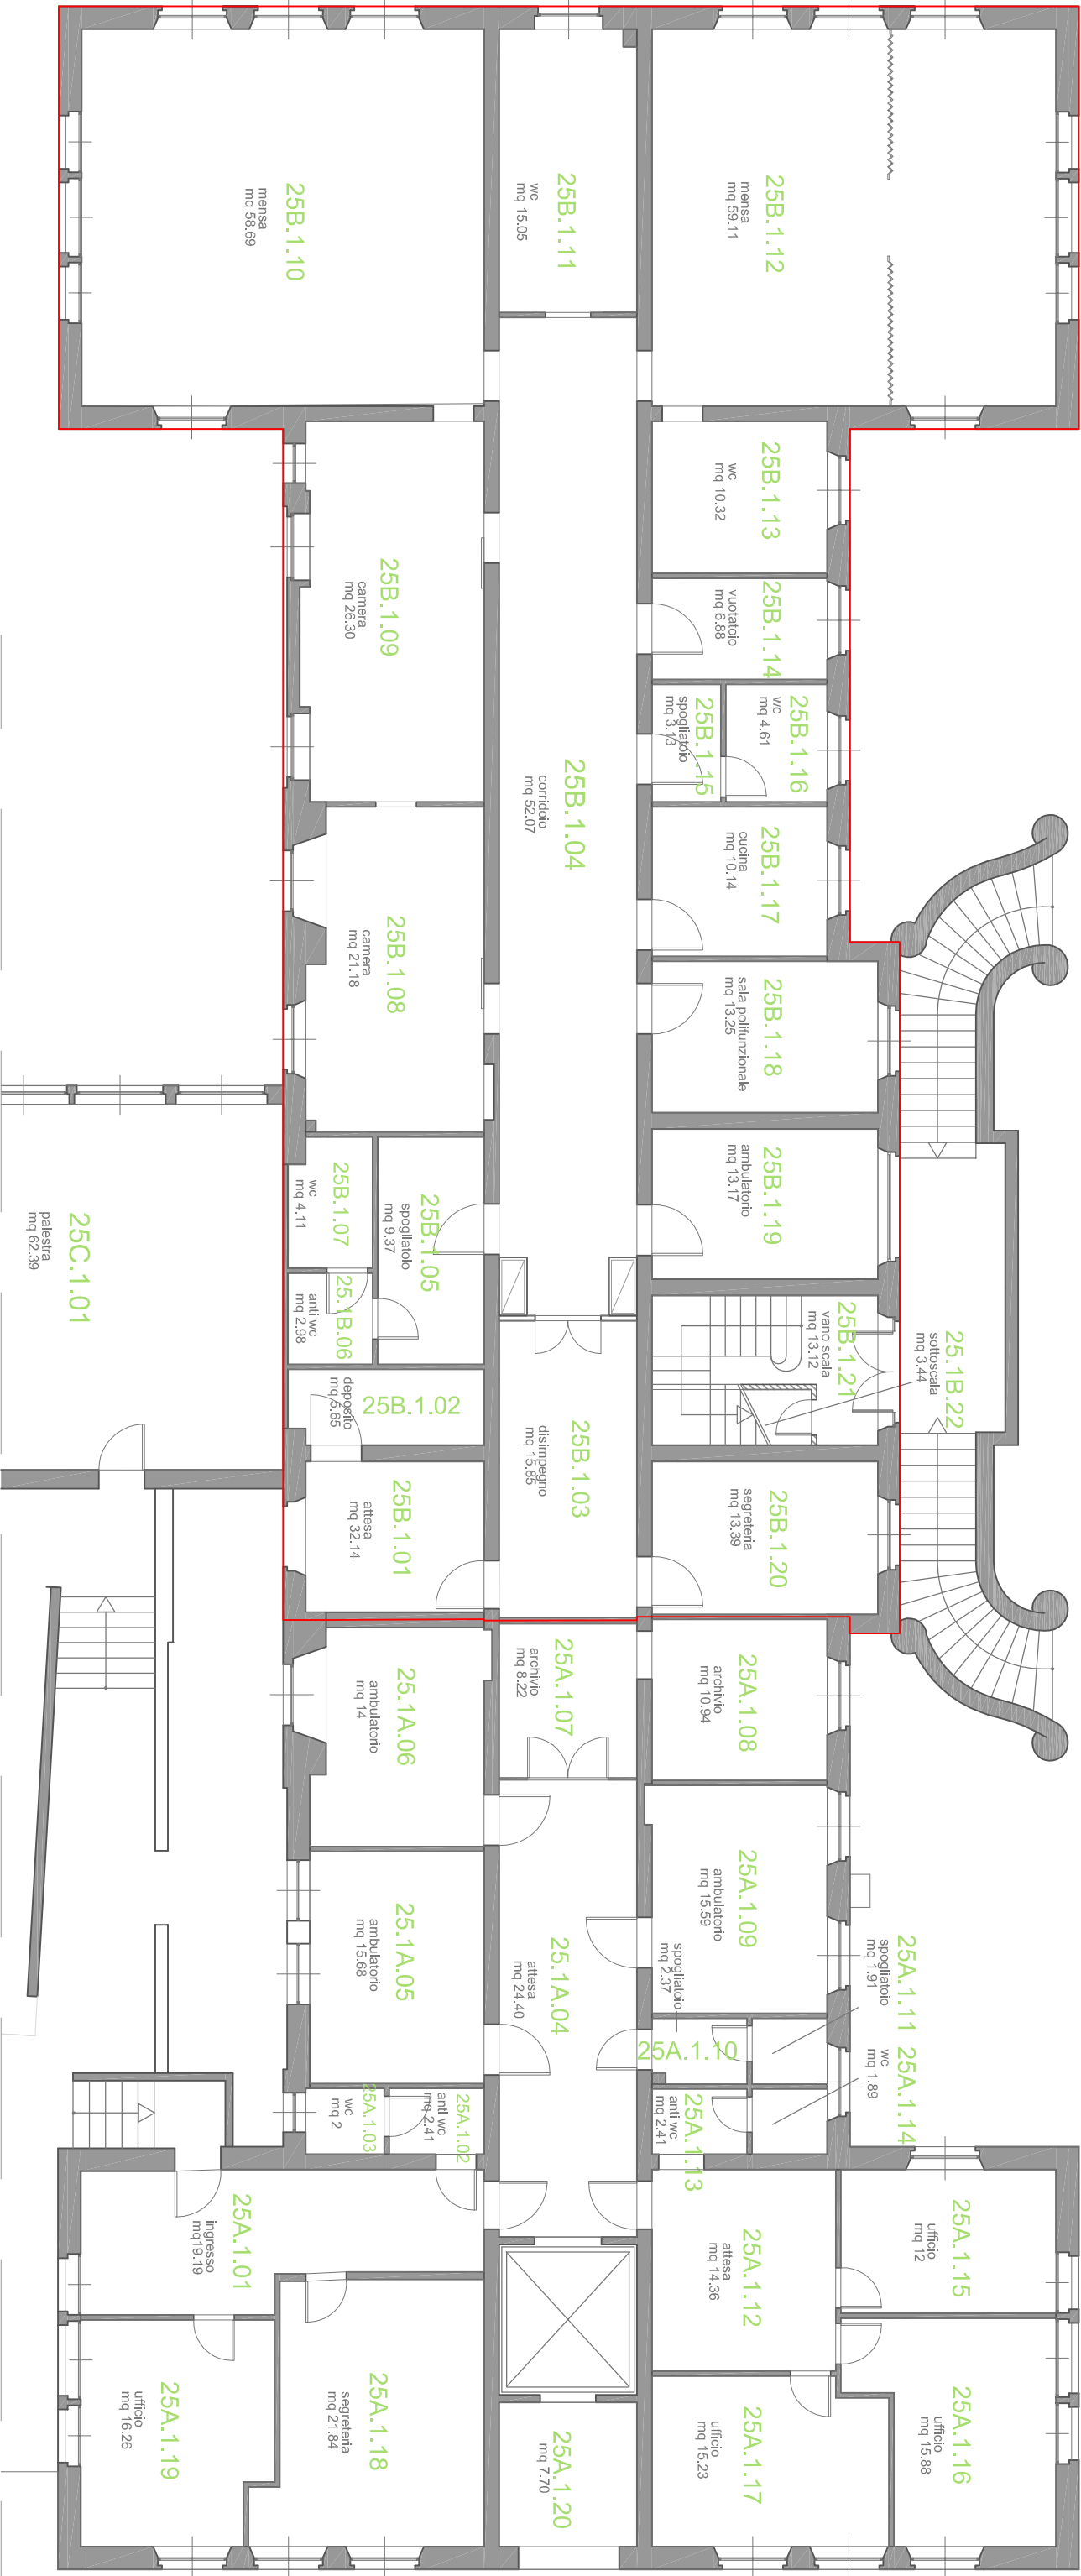 25B.1.10
mensa
mq 58.69
25B.1.11
wc
mq 15.05
25B.1.12
mensa
mq 59.11
25B.1.09
camera
mq 26.30
25B.1.13
wc
mq 10.32
25B.1.14
vuotatoio
mq 6.88
25B.1.15
spogliatoio
mq 3.13
25B.1.16
wc
mq 4.61
25B.1.04
corridoio
mq 52.07
25B.1.17
cucina
mq 10.14
25B.1.08
camera
mq 21.18
25B.1.18
sala polifunzionale
mq 13.25
25B.1.19
ambulatorio
mq 13.17
25B.1.07
wc
mq 4.11
25B.1.05
spogliatoio
mq 9.37
25.1B.06
anti wc
mq 2.98
25C.1.01
palestra
mq 62.39
25B.1.21
vano scala
mq 13.12
25.1B.22
sottoscala
mq 3.44
25B.1.02
deposito
mq 5.65
25B.1.03
disimpegno
mq 15.85
25B.1.01
attesa
mq 32.14
25B.1.20
segreteria
mq 13.39
25.1A.06
ambulatorio
mq 14
25A.1.07
archivio
mq 8.22
25A.1.08
archivio
mq 10.94
25.1A.05
ambulatorio
mq 15.68
25.1A.04
attesa
mq 24.40
25A.1.09
ambulatorio
mq 15.59
25A.1.10
spogliatoio
mq 2.37
25A.1.11
spogliatoio
mq 1.91
25A.1.14
wc
mq 1.89
25A.1.03
wc
mq 2
25A.1.02
anti wc
mq 2.41
25A.1.13
anti wc
mq 2.41
25A.1.01
ingresso
mq19.19
25A.1.12
attesa
mq 14.36
25A.1.15
ufficio
mq 12
25A.1.19
ufficio
mq 16.26
25A.1.18
segreteria
mq 21.84
25A.1.20
mq 7.70
25A.1.17
ufficio
mq 15.23
25A.1.16
ufficio
mq 15.88